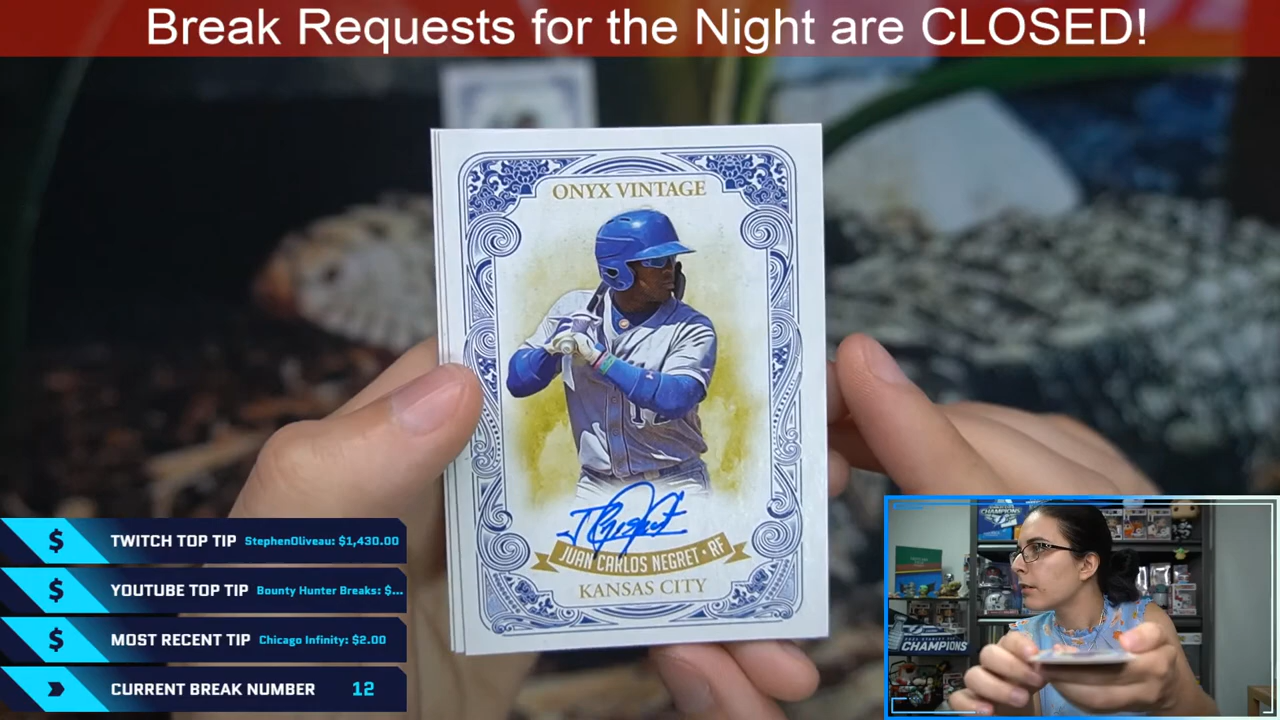 Break Requests for the Night are CLOSED!
ONYX VINTAGE
JUAN CARLOS NEGRET • RF
KANSAS CITY
TWITCH TOP TIP StephenOliveau: $1,430.00
YOUTUBE TOP TIP Bounty Hunter Breaks: $...
MOST RECENT TIP Chicago Infinity: $2.00
CURRENT BREAK NUMBER 12
CHAMPIONS
CHAMPIONS